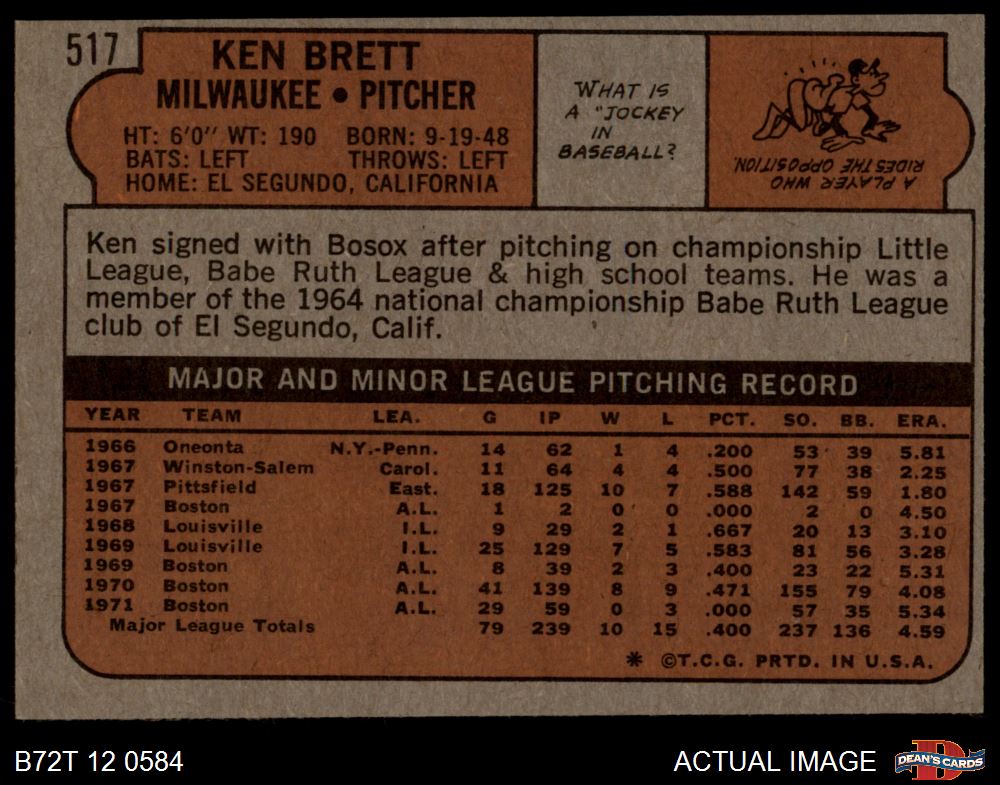 517
KEN BRETT
MILWAUKEE • PITCHER
HT: 6'0" WT: 190 BORN: 9-19-48
BATS: LEFT THROWS: LEFT
HOME: EL SEGUNDO, CALIFORNIA
WHAT IS
A "JOCKEY
IN
BASEBALL?
A PLAYER WHO
RIDES THE OPPOSITION.
Ken signed with Bosox after pitching on championship Little
League, Babe Ruth League & high school teams. He was a
member of the 1964 national championship Babe Ruth League
club of El Segundo, Calif.
MAJOR AND MINOR LEAGUE PITCHING RECORD
YEAR TEAM LEA. G IP W L PCT. SO. BB. ERA.
1966 Oneonta N.Y.-Penn. 14 62 1 4 .200 53 39 5.81
1967 Winston-Salem Carol. 11 64 4 4 .500 77 38 2.25
1967 Pittsfield East. 18 125 10 7 .588 142 59 1.80
1967 Boston A.L. 1 2 0 0 .000 2 0 4.50
1968 Louisville I.L. 9 29 2 1 .667 20 13 3.10
1969 Louisville I.L. 25 129 7 5 .583 81 56 3.28
1969 Boston A.L. 8 39 2 3 .400 23 22 5.31
1970 Boston A.L. 41 139 8 9 .471 155 79 4.08
1971 Boston A.L. 29 59 0 3 .000 57 35 5.34
Major League Totals 79 239 10 15 .400 237 136 4.59
* ©T.C.G. PRTD. IN U.S.A.
B72T 12 0584
ACTUAL IMAGE
DEAN'S CARDS